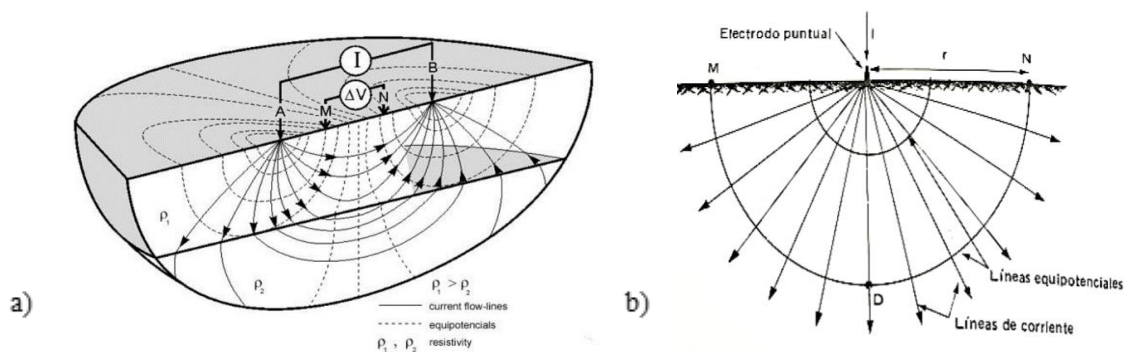 a)
I
ΔV
A
M
N
B
ρ₁
ρ₂
ρ₁ > ρ₂
current flow-lines
equipotencials
ρ₁ , ρ₂ resistivity
b)
Electrodo puntual
I
r
M
N
D
Líneas equipotenciales
Líneas de corriente